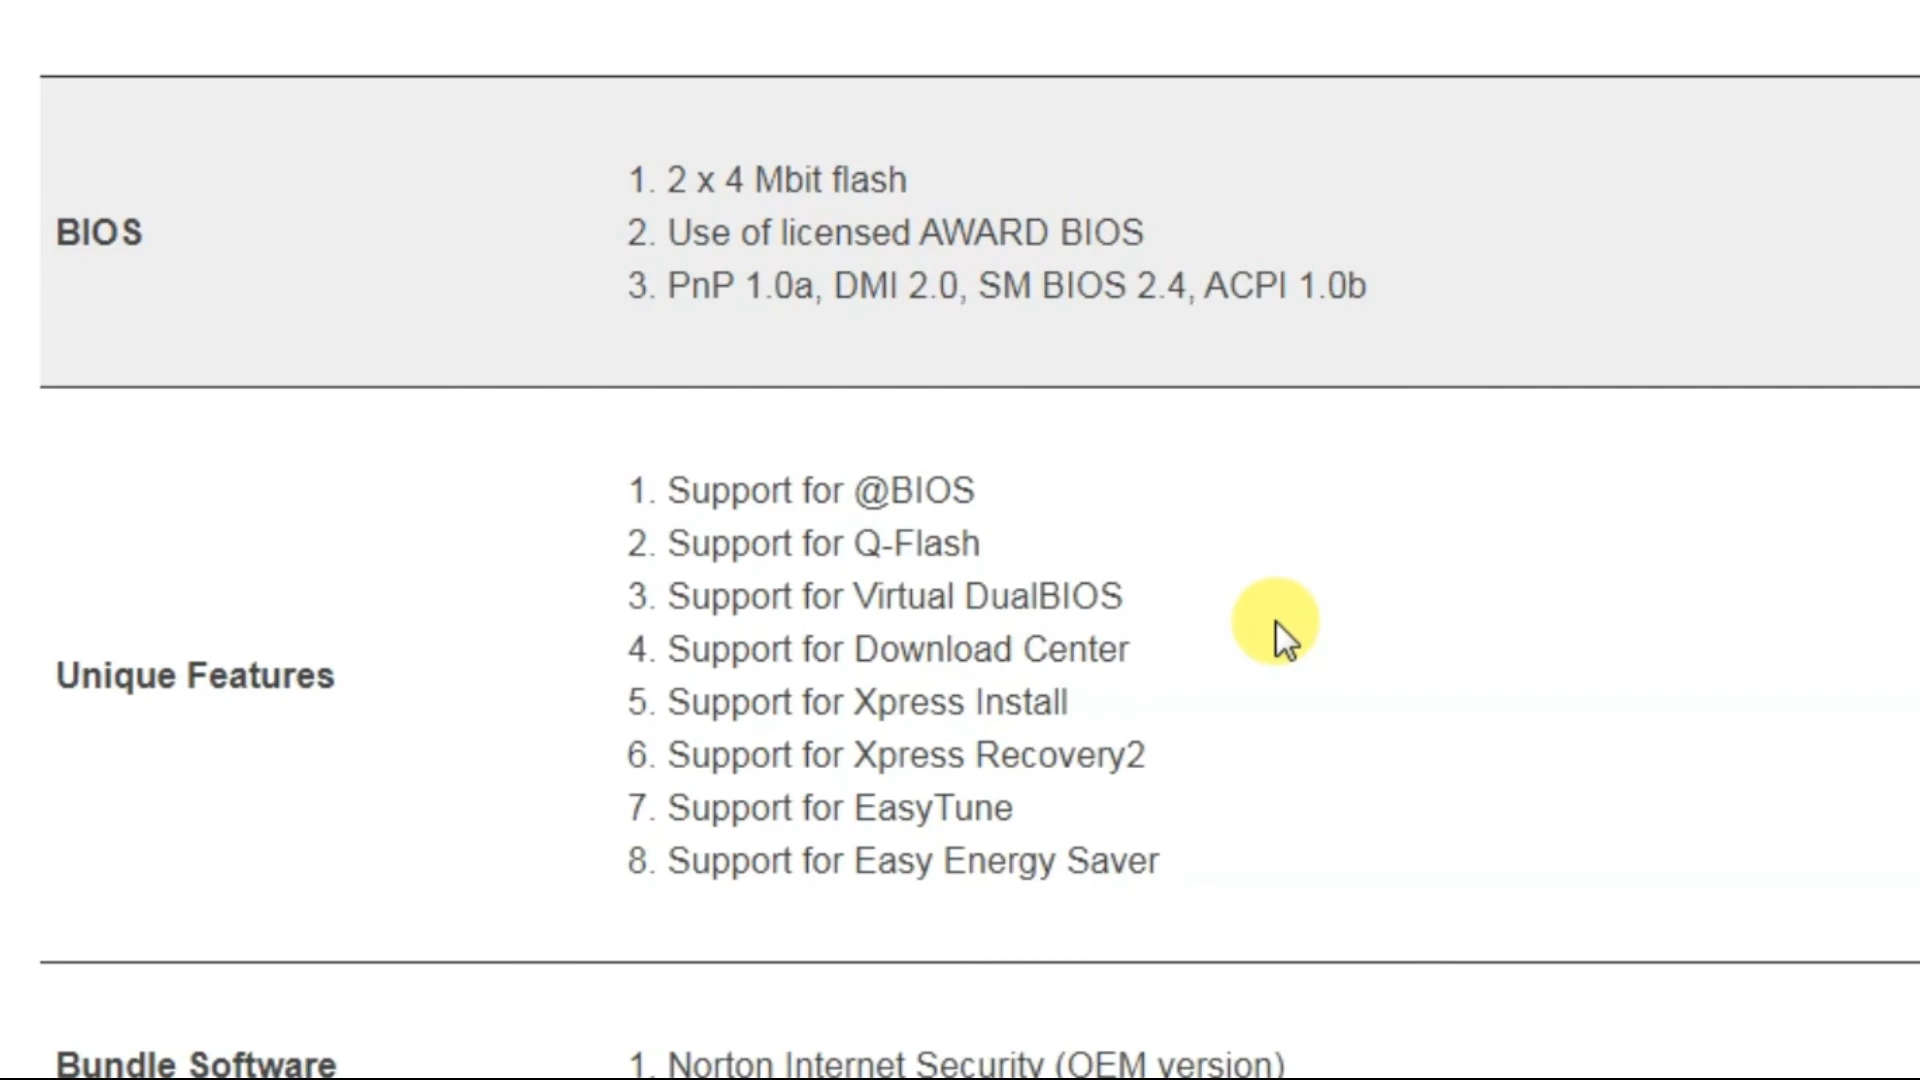 BIOS
1. 2 x 4 Mbit flash
2. Use of licensed AWARD BIOS
3. PnP 1.0a, DMI 2.0, SM BIOS 2.4, ACPI 1.0b
Unique Features
1. Support for @BIOS
2. Support for Q-Flash
3. Support for Virtual DualBIOS
4. Support for Download Center
5. Support for Xpress Install
6. Support for Xpress Recovery2
7. Support for EasyTune
8. Support for Easy Energy Saver
Bundle Software
1. Norton Internet Security (OEM version)